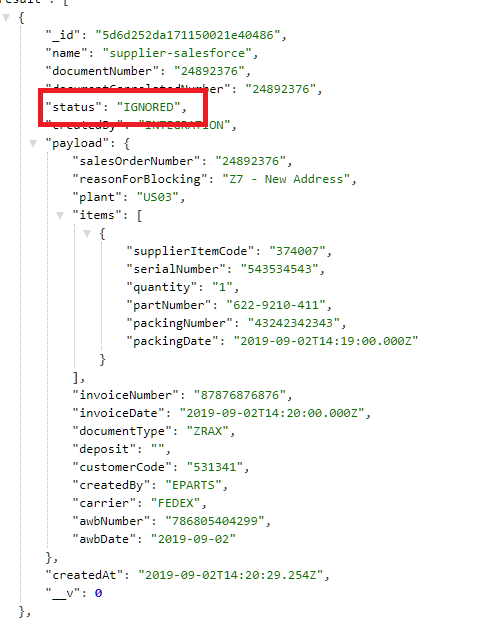 result : [
{
"_id": "5d6d252da171150021e40486",
"name": "supplier-salesforce",
"documentNumber": "24892376",
"documentCorrelatedNumber": "24892376",
"status": "IGNORED",
"createdBy": "INTEGRATION",
"payload": {
"salesOrderNumber": "24892376",
"reasonForBlocking": "Z7 - New Address",
"plant": "US03",
"items": [
{
"supplierItemCode": "374007",
"serialNumber": "543534543",
"quantity": "1",
"partNumber": "622-9210-411",
"packingNumber": "43242342343",
"packingDate": "2019-09-02T14:19:00.000Z"
}
],
"invoiceNumber": "87876876876",
"invoiceDate": "2019-09-02T14:20:00.000Z",
"documentType": "ZRAX",
"deposit": "",
"customerCode": "531341",
"createdBy": "EPARTS",
"carrier": "FEDEX",
"awbNumber": "786805404299",
"awbDate": "2019-09-02"
},
"createdAt": "2019-09-02T14:20:29.254Z",
"__v": 0
},